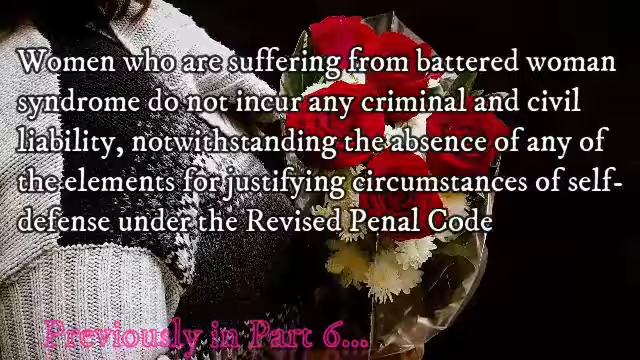 Women who are suffering from battered woman
syndrome do not incur any criminal and civil
liability, notwithstanding the absence of any of
the elements for justifying circumstances of self-
defense under the Revised Penal Code
Previously in Part 6...